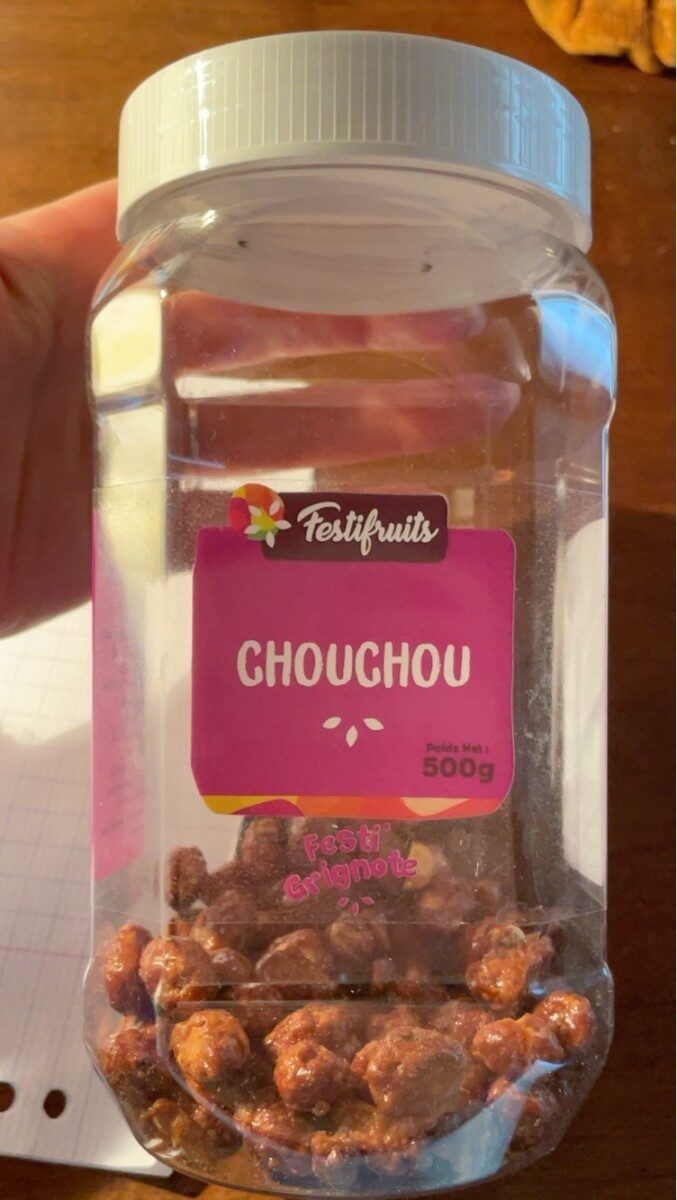 Festifruits
CHOUCHOU
Poids Net :
500g
Festi'
Grignote